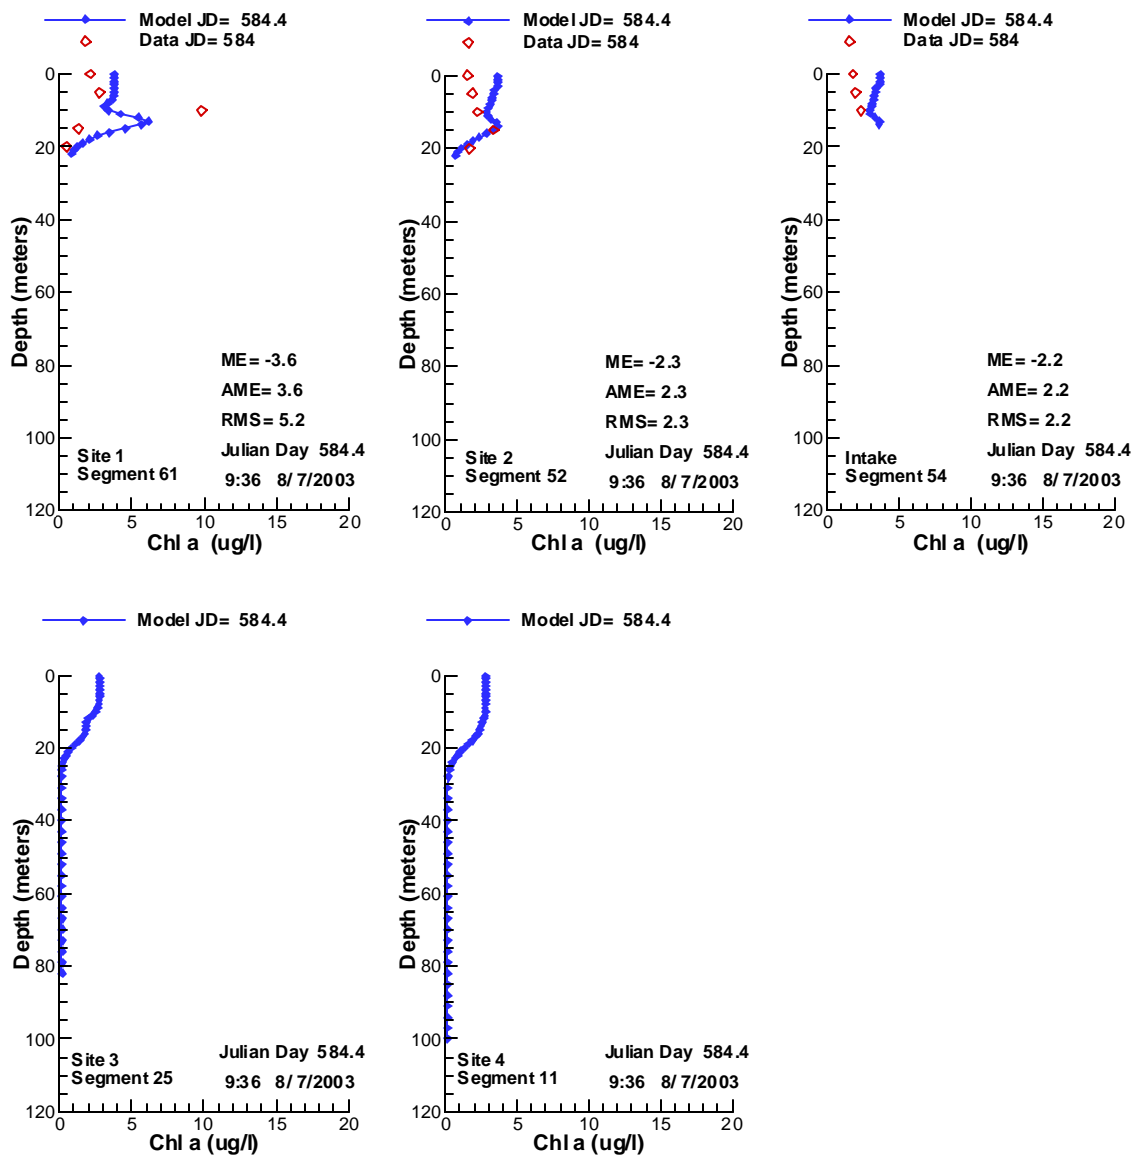 Model JD= 584.4
Data JD= 584
0
20
40
60
80
100
120
Depth (meters)
ME= -3.6
AME= 3.6
RMS= 5.2
Julian Day 584.4
9:36 8/7/2003
Site 1
Segment 61
0 5 10 15 20
Chl a (ug/l)
Model JD= 584.4
Data JD= 584
0
20
40
60
80
100
120
Depth (meters)
ME= -2.3
AME= 2.3
RMS= 2.3
Julian Day 584.4
9:36 8/7/2003
Site 2
Segment 52
0 5 10 15 20
Chl a (ug/l)
Model JD= 584.4
Data JD= 584
0
20
40
60
80
100
120
Depth (meters)
ME= -2.2
AME= 2.2
RMS= 2.2
Julian Day 584.4
9:36 8/7/2003
Intake
Segment 54
0 5 10 15 20
Chl a (ug/l)
Model JD= 584.4
0
20
40
60
80
100
120
Depth (meters)
Julian Day 584.4
9:36 8/7/2003
Site 3
Segment 25
0 5 10 15 20
Chl a (ug/l)
Model JD= 584.4
0
20
40
60
80
100
120
Depth (meters)
Julian Day 584.4
9:36 8/7/2003
Site 4
Segment 11
0 5 10 15 20
Chl a (ug/l)